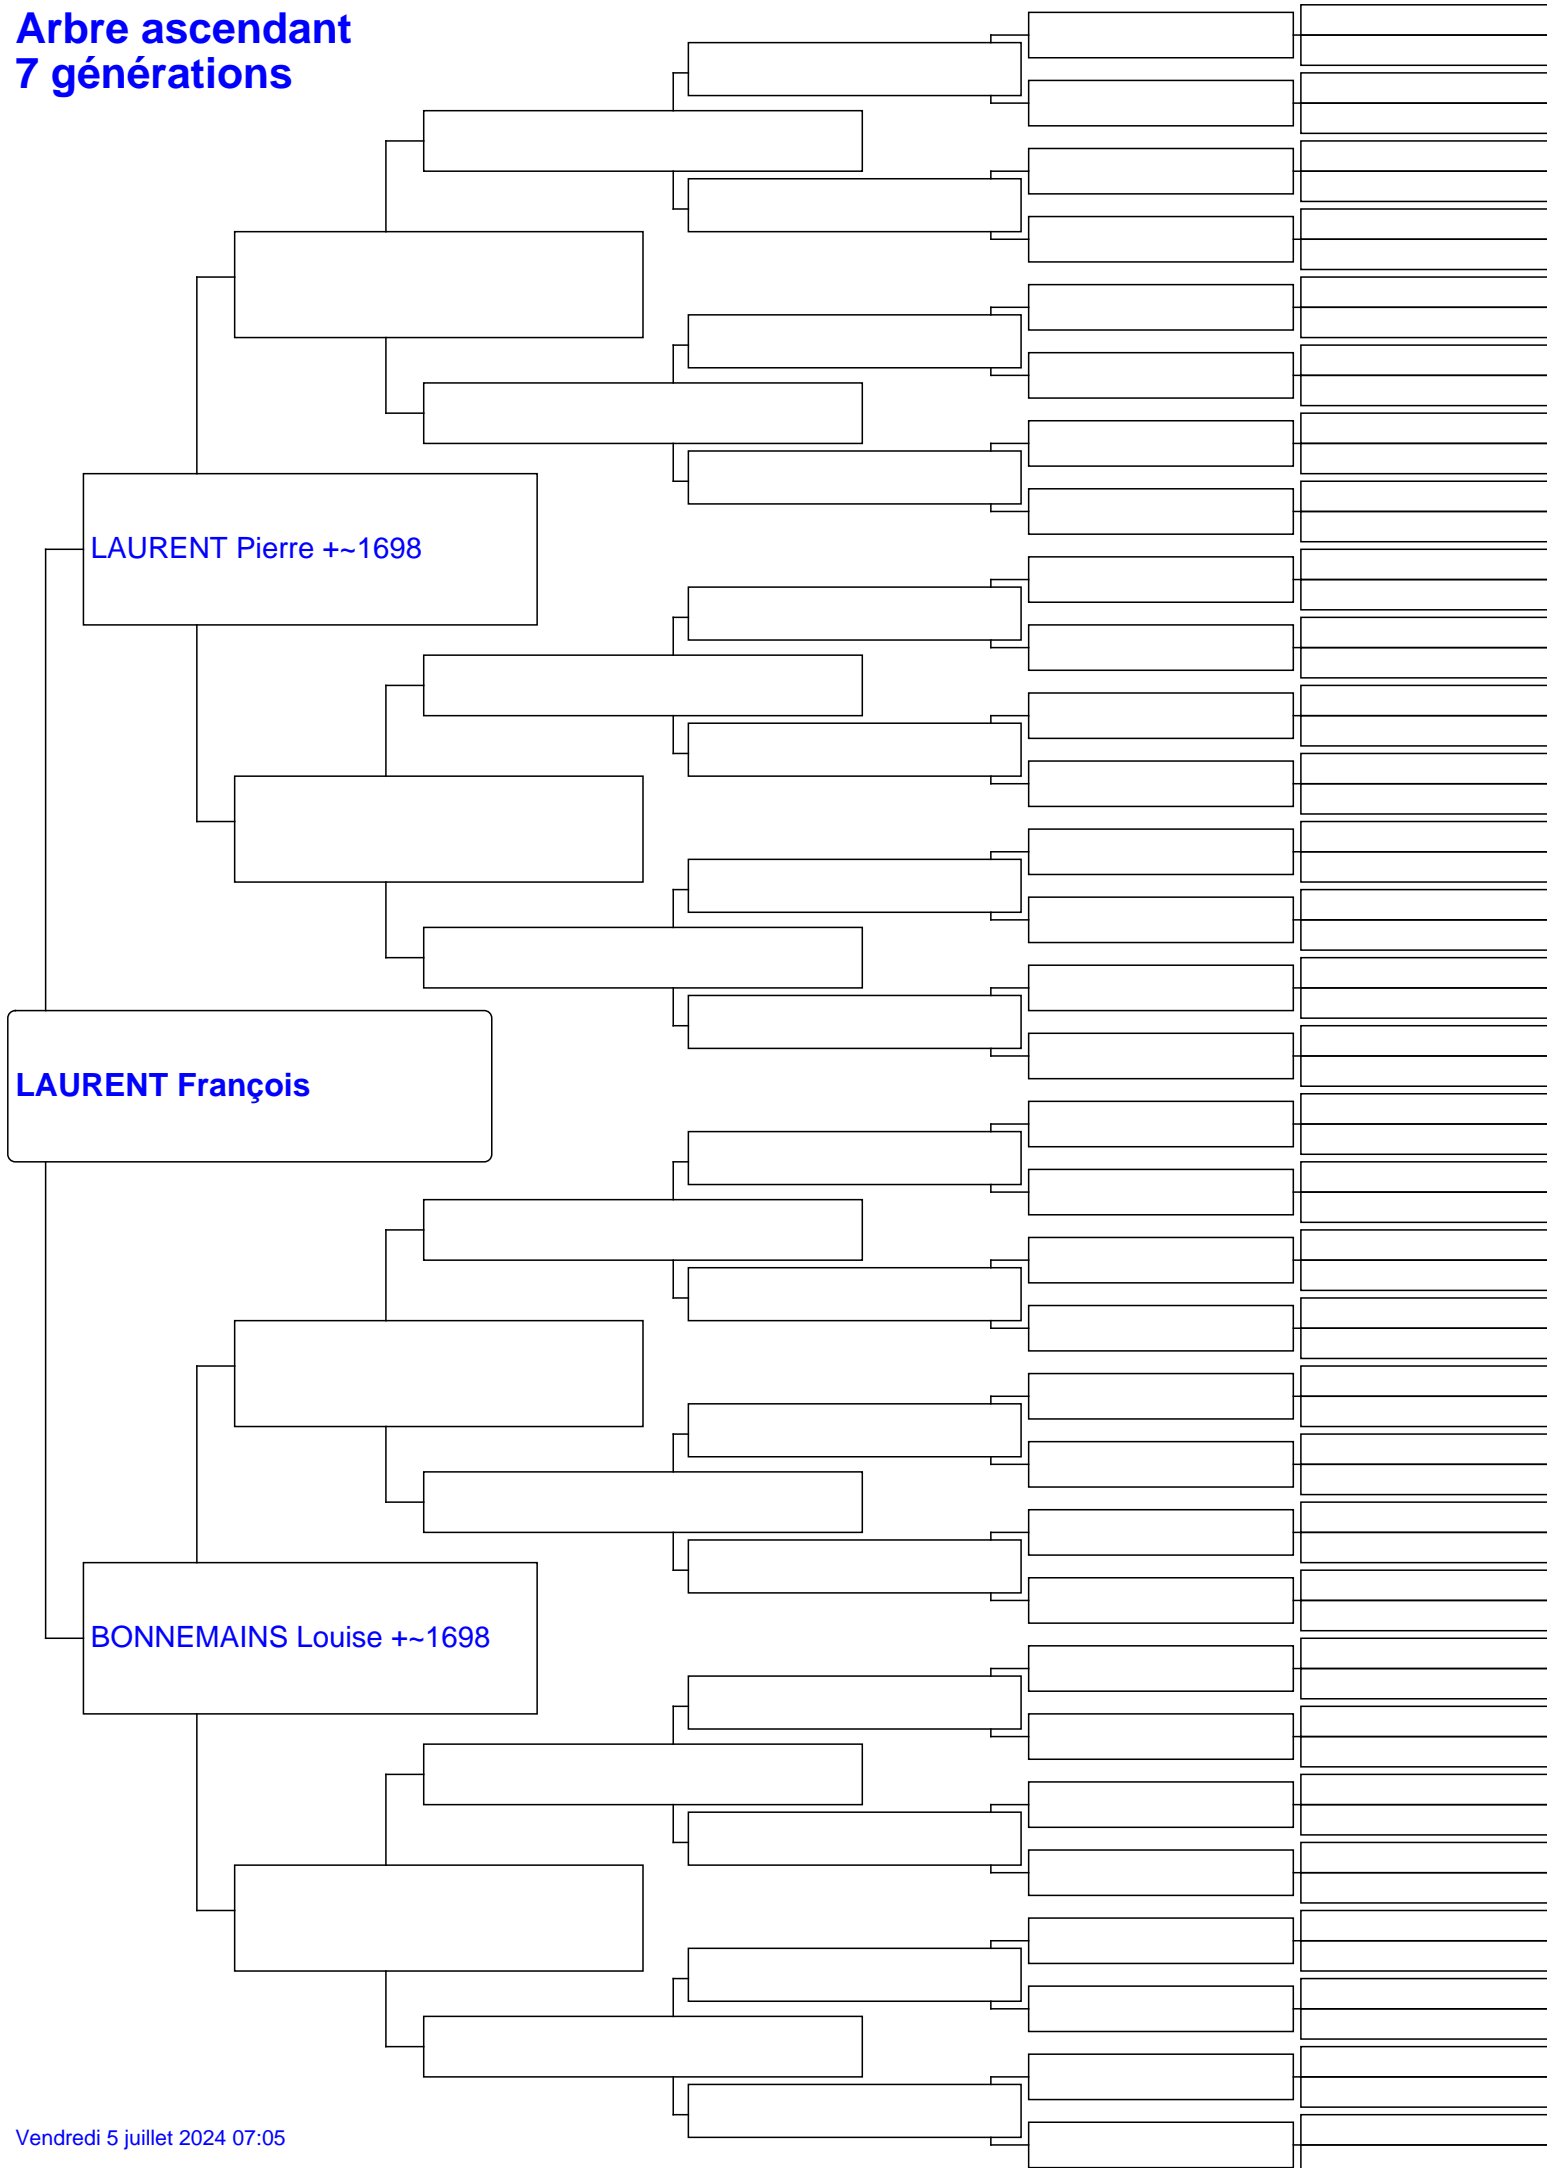 Arbre ascendant
7 générations
LAURENT Pierre +~1698
LAURENT François
BONNEMAINS Louise +~1698
Vendredi 5 juillet 2024 07:05